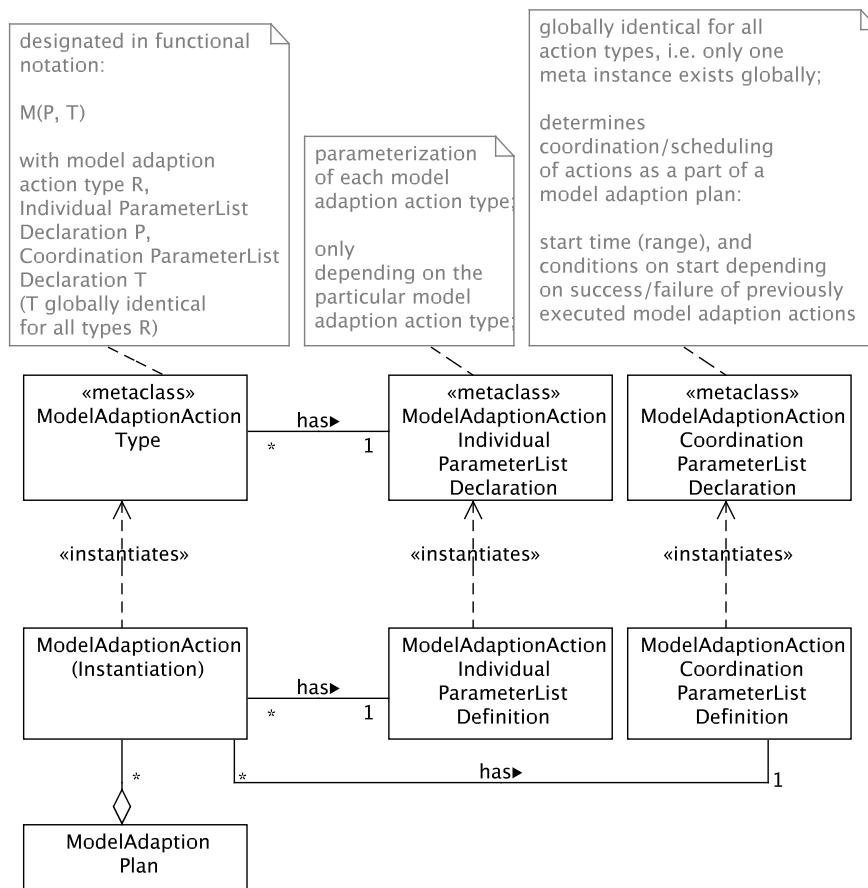 designated in functional
notation:
M(P, T)
with model adaption
action type R,
Individual ParameterList
Declaration P,
Coordination ParameterList
Declaration T
(T globally identical
for all types R)
parameterization
of each model
adaption action type;
only
depending on the
particular model
adaption action type;
globally identical for all
action types, i.e. only one
meta instance exists globally;
determines
coordination/scheduling
of actions as a part of a
model adaption plan:
start time (range), and
conditions on start depending
on success/failure of previously
executed model adaption actions
«metaclass»
ModelAdaptionAction
Type
has▶
*
1
«metaclass»
ModelAdaptionAction
Individual
ParameterList
Declaration
«metaclass»
ModelAdaptionAction
Coordination
ParameterList
Declaration
«instantiates»
«instantiates»
«instantiates»
ModelAdaptionAction
(Instantiation)
has▶
*
1
ModelAdaptionAction
Individual
ParameterList
Definition
ModelAdaptionAction
Coordination
ParameterList
Definition
*
*
has▶
1
ModelAdaption
Plan